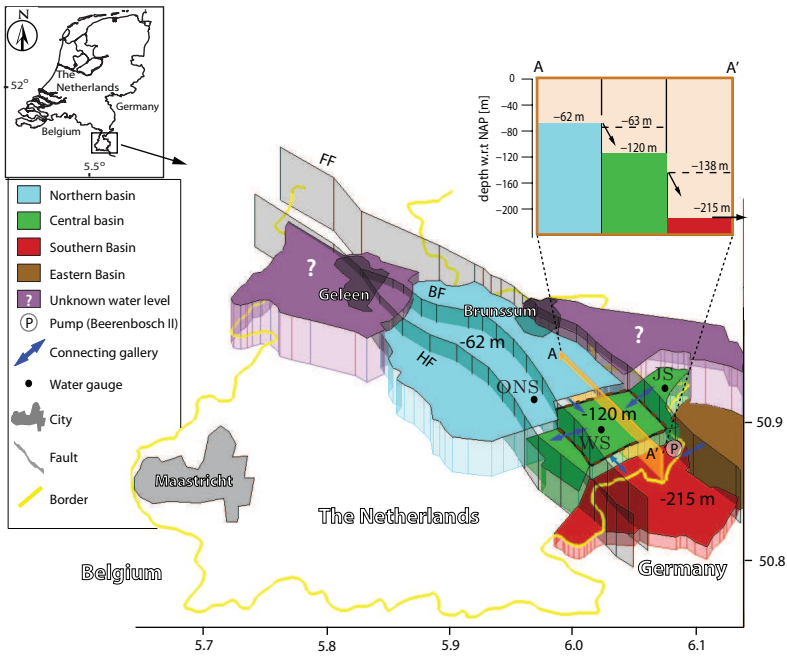 N
52°
The
Netherlands
Germany
Belgium
5.5°
Northern basin
Central basin
Southern Basin
Eastern Basin
? Unknown water level
P Pump (Beerenbosch II)
Connecting gallery
Water gauge
City
Fault
Border
A A'
depth w.r.t NAP [m]
0
−40
−80
−120
−160
−200
−62 m
−63 m
−120 m
−138 m
−215 m
FF
?
Geleen
BF
Brunssum
-62 m
HF
A
?
ONS
JS
-120 m
WS
A'
P
-215 m
Maastricht
The Netherlands
Belgium
Germany
50.9
50.8
5.7 5.8 5.9 6.0 6.1